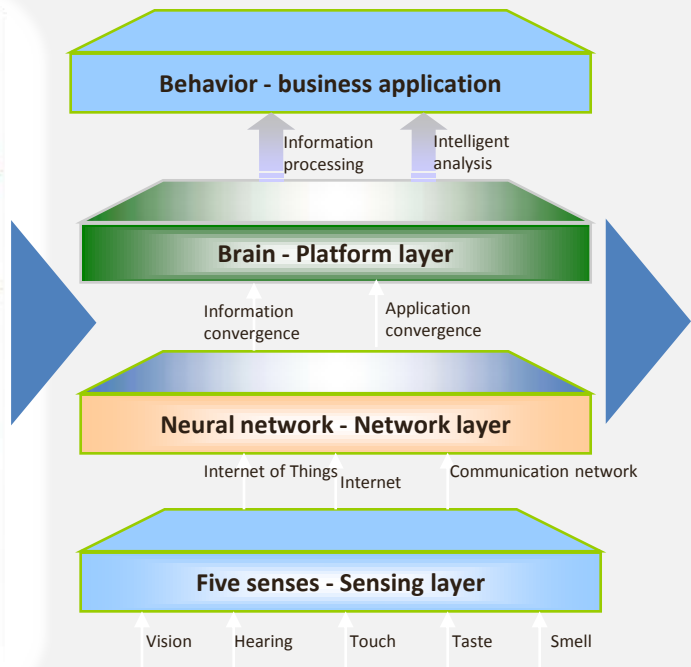 Behavior - business application
Information
processing
Intelligent
analysis
Brain - Platform layer
Information
convergence
Application
convergence
Neural network - Network layer
Internet of Things
Internet
Communication network
Five senses - Sensing layer
Vision
Hearing
Touch
Taste
Smell